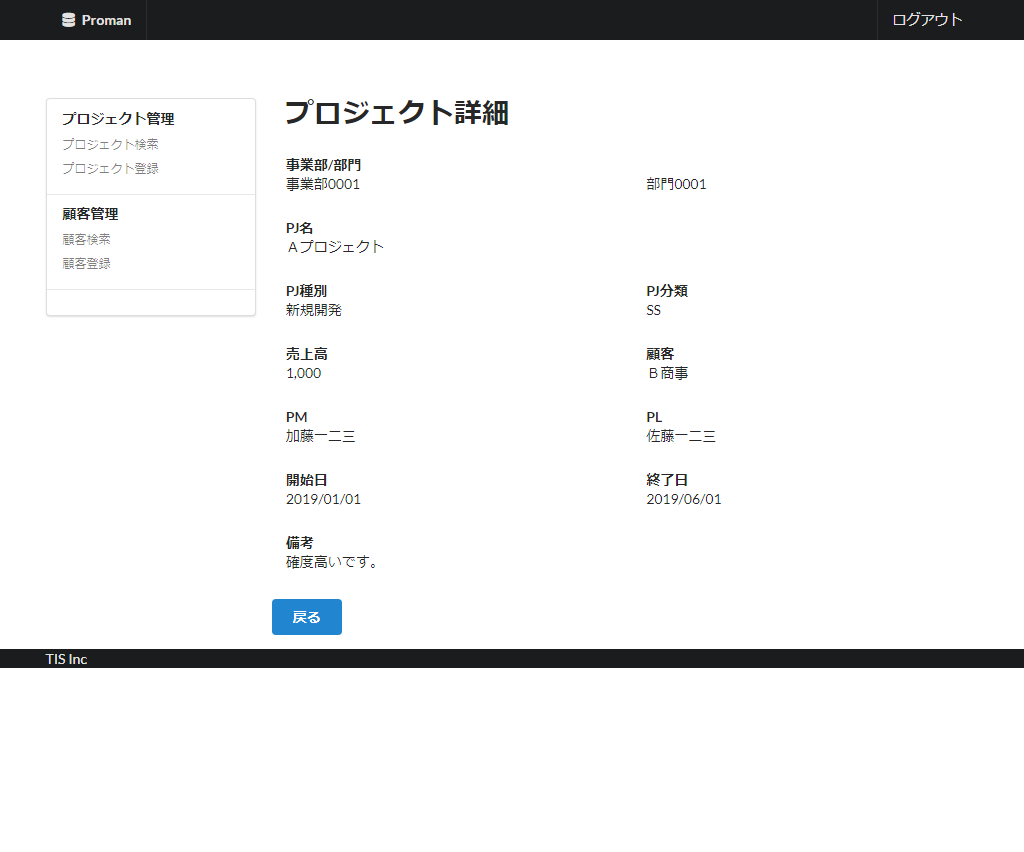 Proman
ログアウト
プロジェクト管理
プロジェクト検索
プロジェクト登録
顧客管理
顧客検索
顧客登録
プロジェクト詳細
事業部/部門
事業部0001 部門0001
PJ名
Ａプロジェクト
PJ種別 PJ分類
新規開発 SS
売上高 顧客
1,000 Ｂ商事
PM PL
加藤一二三 佐藤一二三
開始日 終了日
2019/01/01 2019/06/01
備考
確度高いです。
戻る
TIS Inc